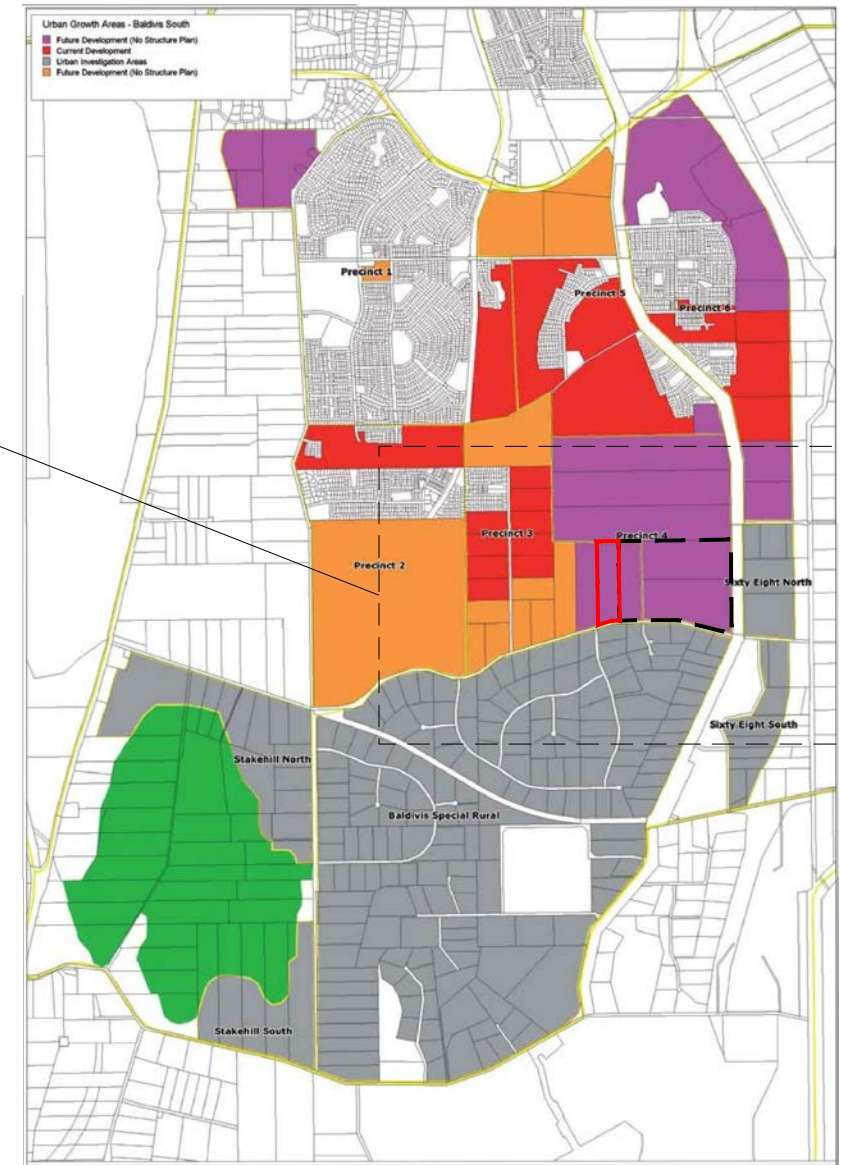 Urban Growth Areas - Baldivis South
Future Development (No Structure Plan)
Current Development
Urban Investigation Areas
Future Development (No Structure Plan)
Precinct 1
Precinct 5
Precinct 6
Precinct 3
Precinct 4
Precinct 2
Sixty Eight North
Sixty Eight South
Stakehill North
Baldivis Special Rural
Stakehill South